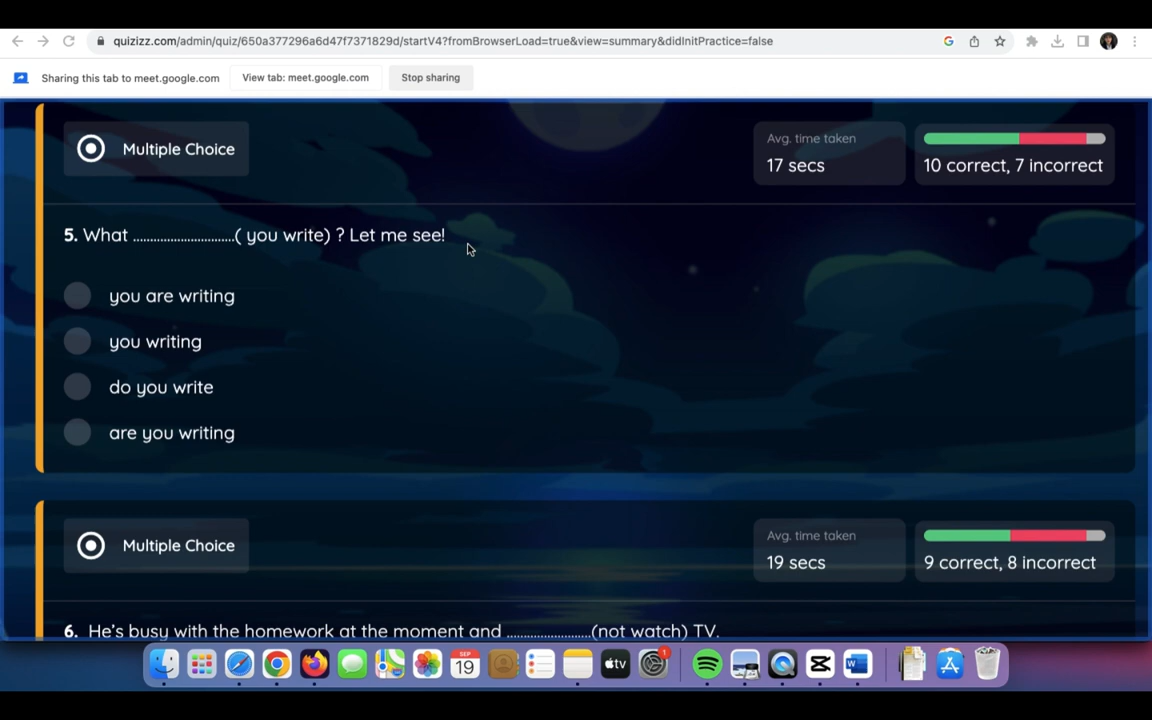 quizizz.com/admin/quiz/650a377296a6d47f7371829d/startV4?fromBrowserLoad=true&view=summary&didInitPractice=false
Sharing this tab to meet.google.com
View tab: meet.google.com
Stop sharing
Multiple Choice
Avg. time taken
17 secs
10 correct, 7 incorrect
5. What .............................( you write) ? Let me see!
you are writing
you writing
do you write
are you writing
Multiple Choice
Avg. time taken
19 secs
9 correct, 8 incorrect
6. He's busy with the homework at the moment and ........................(not watch) TV.
SEP
19
tv
1
W